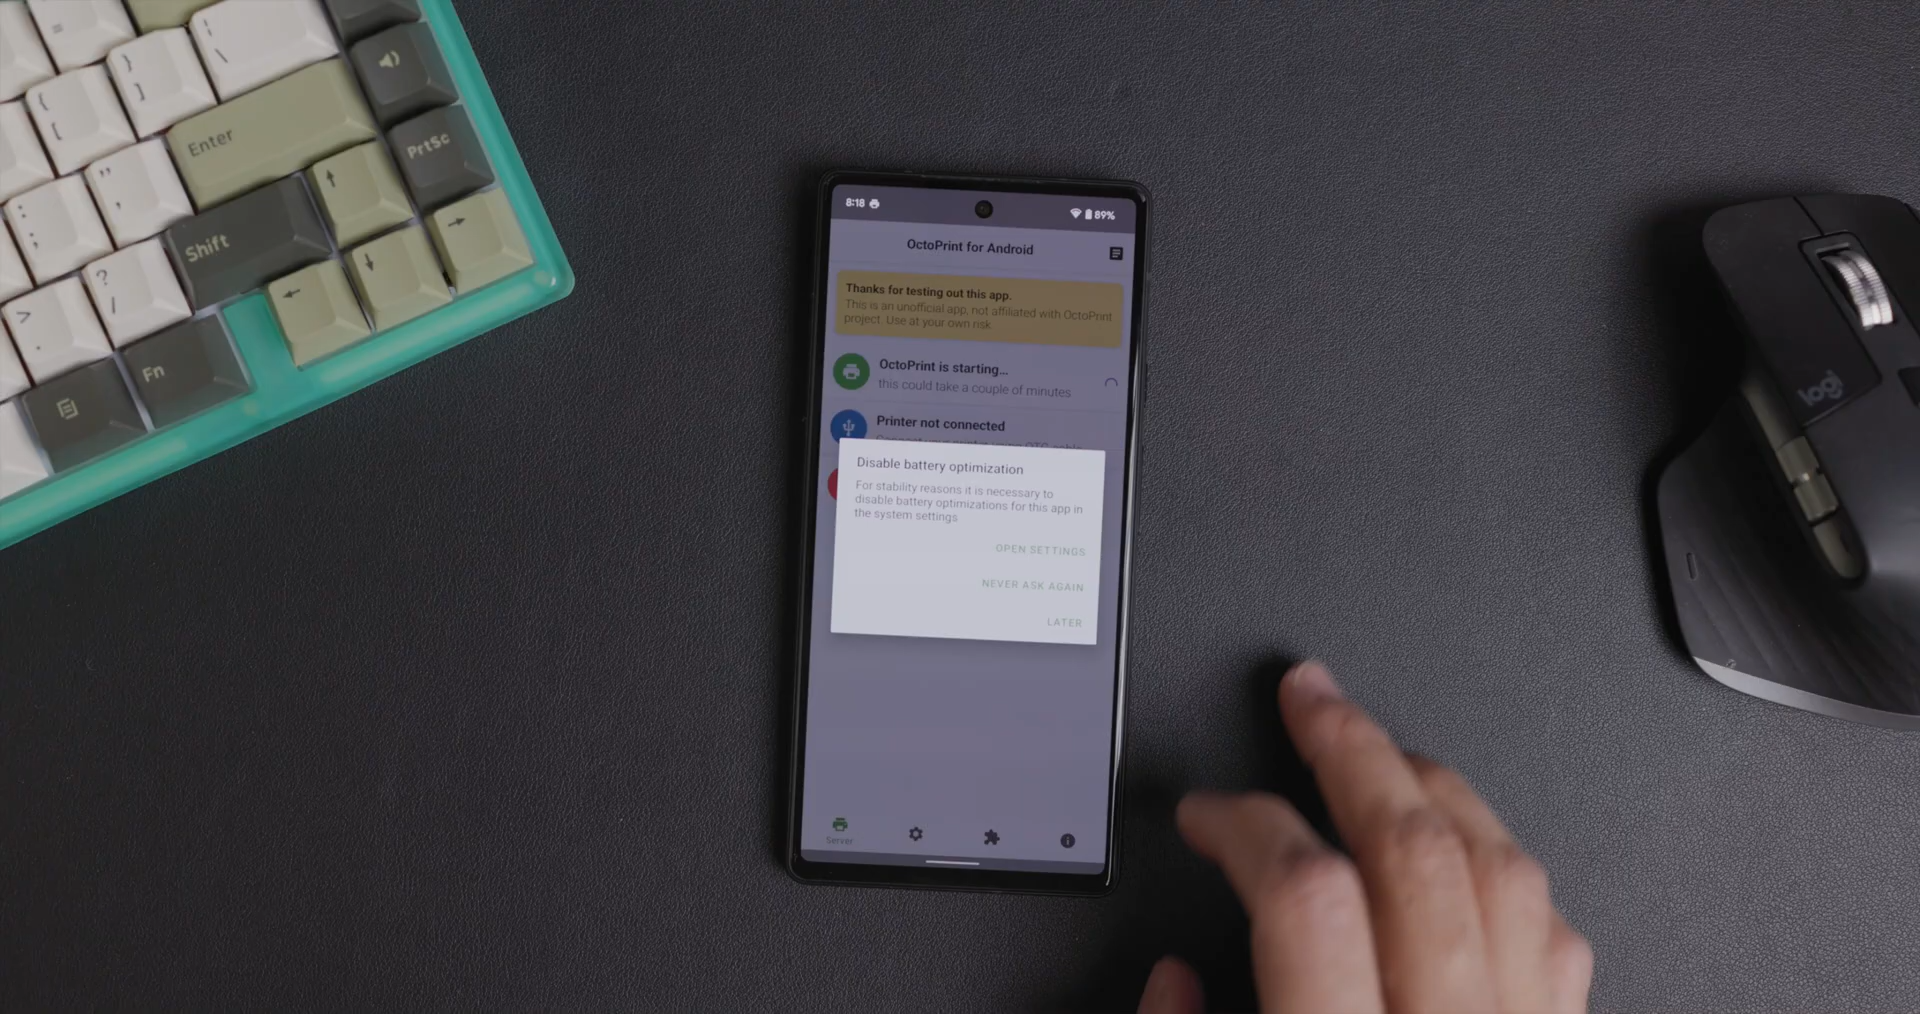 Enter
PrtSc
Shift
Fn
8:18
89%
OctoPrint for Android
Thanks for testing out this app.
This is an unofficial app, not affiliated with OctoPrint
project. Use at your own risk.
OctoPrint is starting...
this could take a couple of minutes
Printer not connected
Disable battery optimization
For stability reasons it is necessary to
disable battery optimizations for this app in
the system settings
OPEN SETTINGS
NEVER ASK AGAIN
LATER
Server
logi